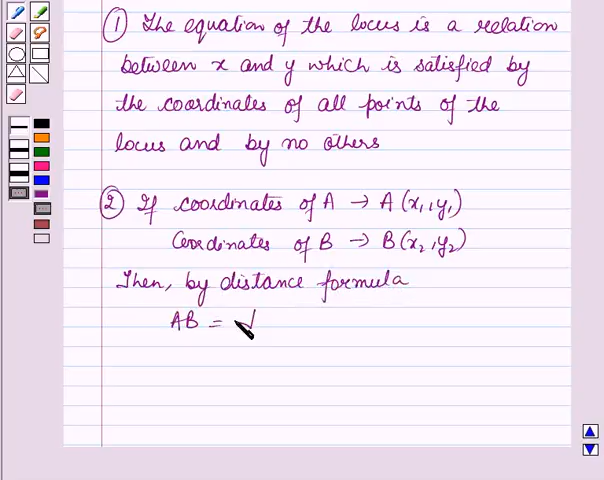 ① The equation of the locus is a relation
between x and y which is satisfied by
the coordinates of all points of the
locus and by no others
② If coordinates of A → A(x₁, y₁)
Coordinates of B → B(x₂, y₂)
Then, by distance formula
AB = √